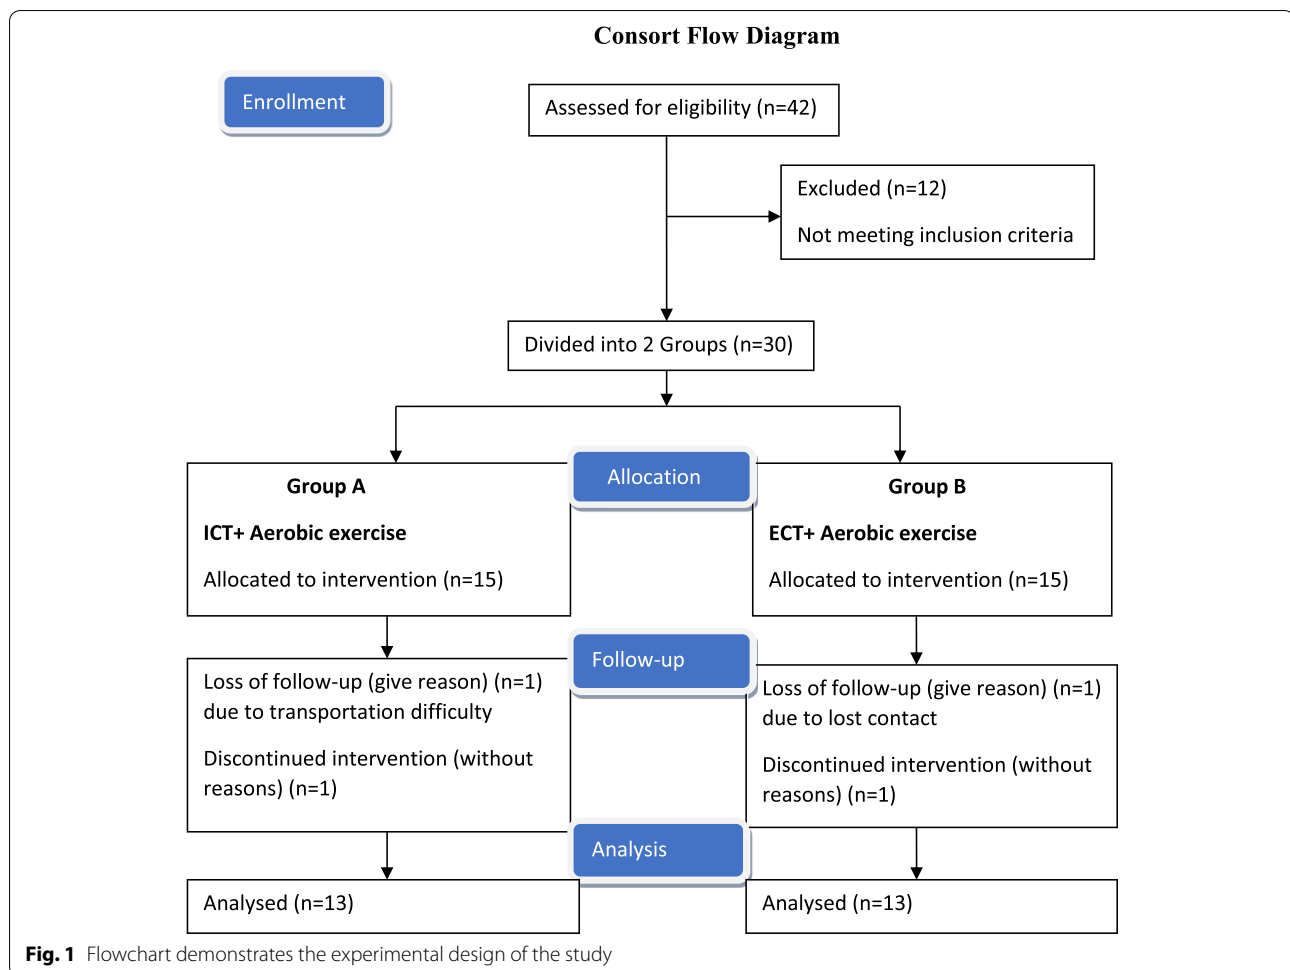 Consort Flow Diagram
Enrollment
Assessed for eligibility (n=42)
Excluded (n=12)
Not meeting inclusion criteria
Divided into 2 Groups (n=30)
Allocation
Group A
ICT+ Aerobic exercise
Allocated to intervention (n=15)
Group B
ECT+ Aerobic exercise
Allocated to intervention (n=15)
Follow-up
Loss of follow-up (give reason) (n=1)
due to transportation difficulty
Discontinued intervention (without
reasons) (n=1)
Loss of follow-up (give reason) (n=1)
due to lost contact
Discontinued intervention (without
reasons) (n=1)
Analysis
Analysed (n=13)
Analysed (n=13)
Fig. 1 Flowchart demonstrates the experimental design of the study